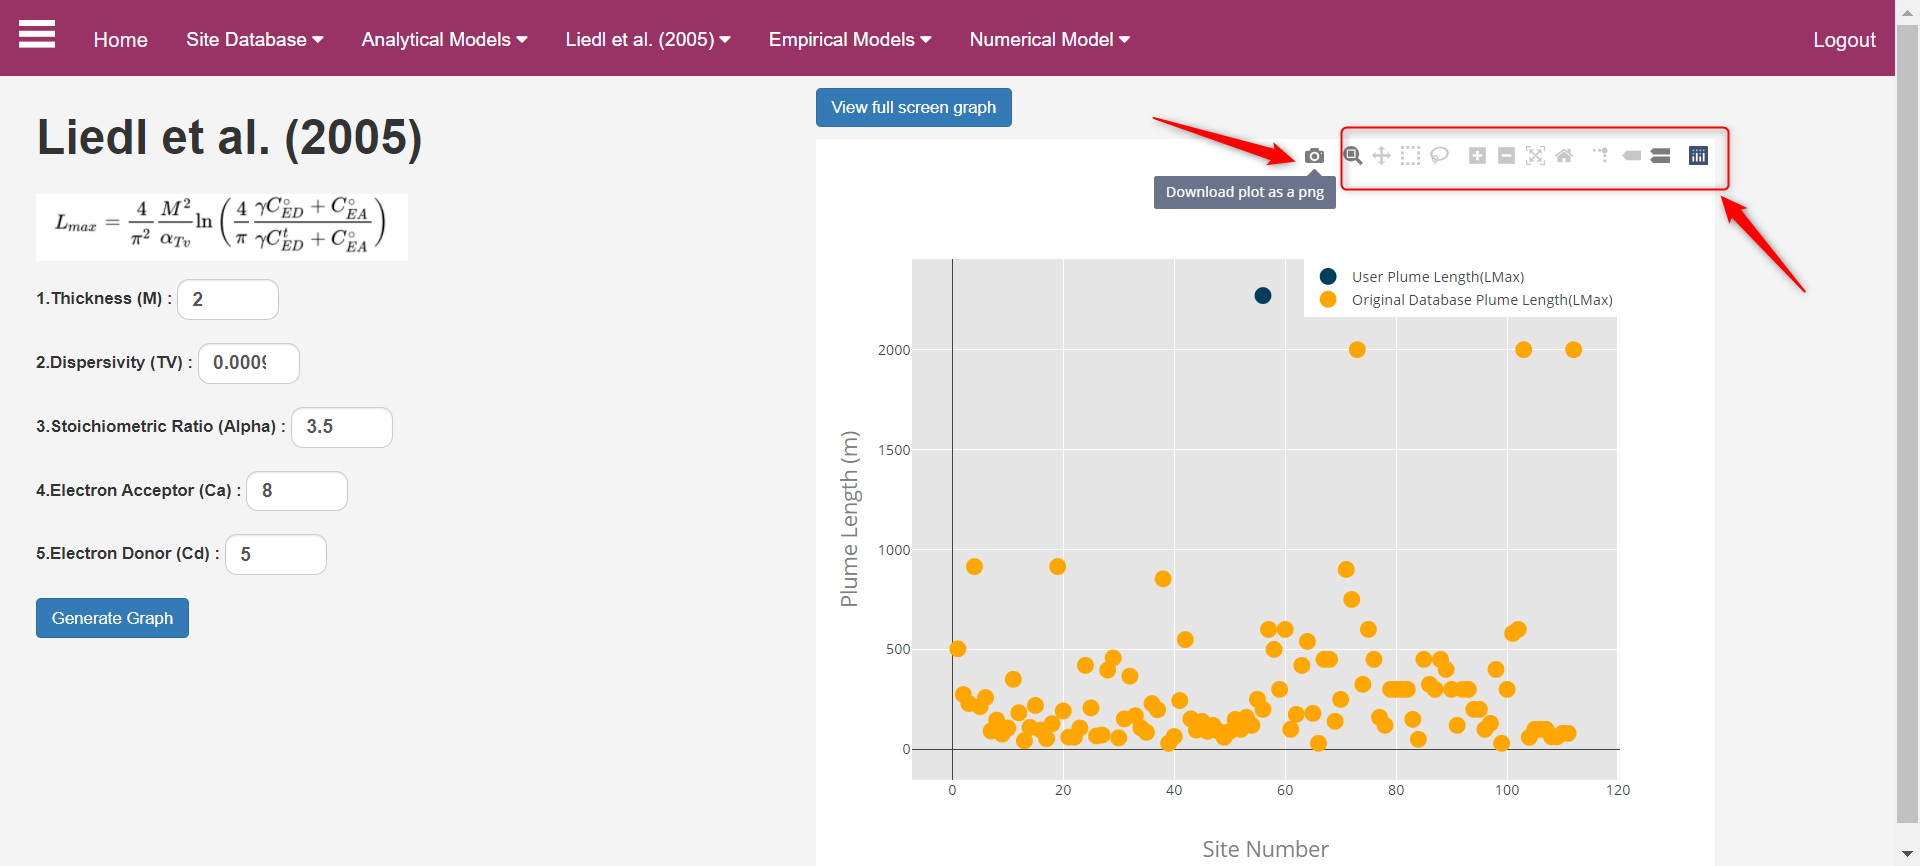 Home Site Database Analytical Models Liedl et al. (2005) Empirical Models Numerical Model Logout
View full screen graph
Liedl et al. (2005)
Download plot as a png
L_{max} = \frac{4}{\pi^2} \frac{M^2}{\alpha_{Tv}} \ln \left( \frac{4}{\pi} \frac{\gamma C_{ED}^{\circ} + C_{EA}^{\circ}}{\gamma C_{ED}^{t} + C_{EA}^{\circ}} \right)
1.Thickness (M) : 2
2.Dispersivity (TV) : 0.0009
3.Stoichiometric Ratio (Alpha) : 3.5
4.Electron Acceptor (Ca) : 8
5.Electron Donor (Cd) : 5
Generate Graph
User Plume Length(LMax)
Original Database Plume Length(LMax)
Plume Length (m)
2000
1500
1000
500
0
0 20 40 60 80 100 120
Site Number